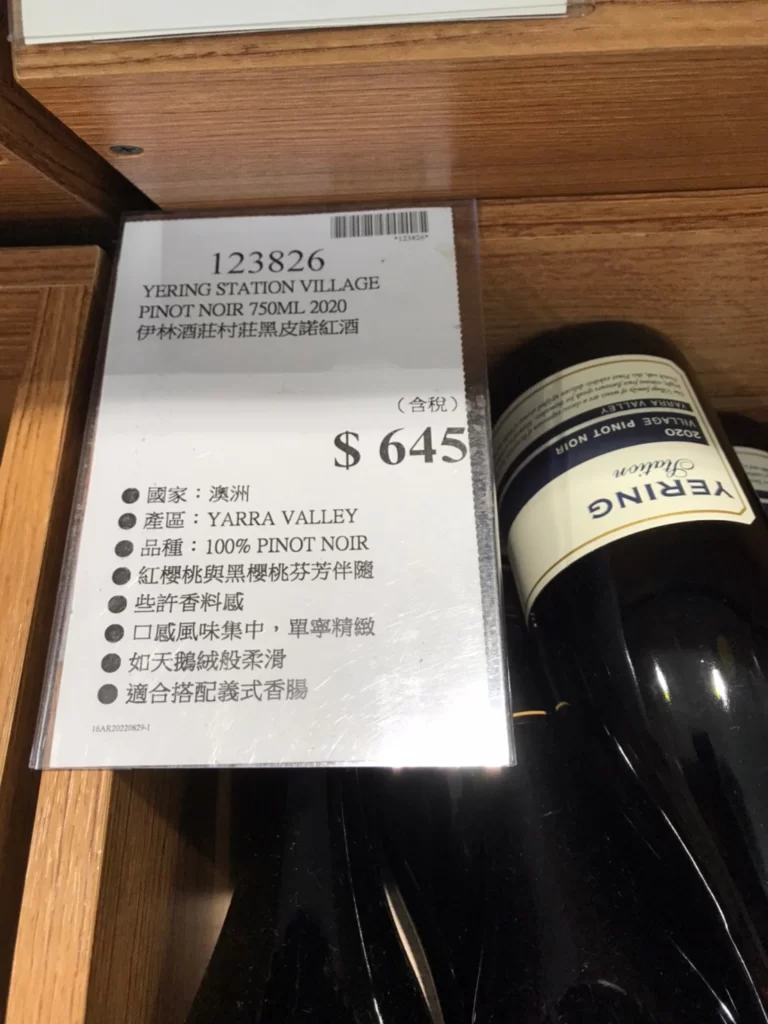 *123826*
123826
YERING STATION VILLAGE
PINOT NOIR 750ML 2020
伊林酒莊村莊黑皮諾紅酒
(含稅)
$ 645
● 國家：澳洲
● 產區：YARRA VALLEY
● 品種：100% PINOT NOIR
● 紅櫻桃與黑櫻桃芬芳伴隨
● 些許香料感
● 口感風味集中，單寧精緻
● 如天鵝絨般柔滑
● 適合搭配義式香腸
16AR20220829-1
YERING
Station
2020
VILLAGE PINOT NOIR
YARRA VALLEY